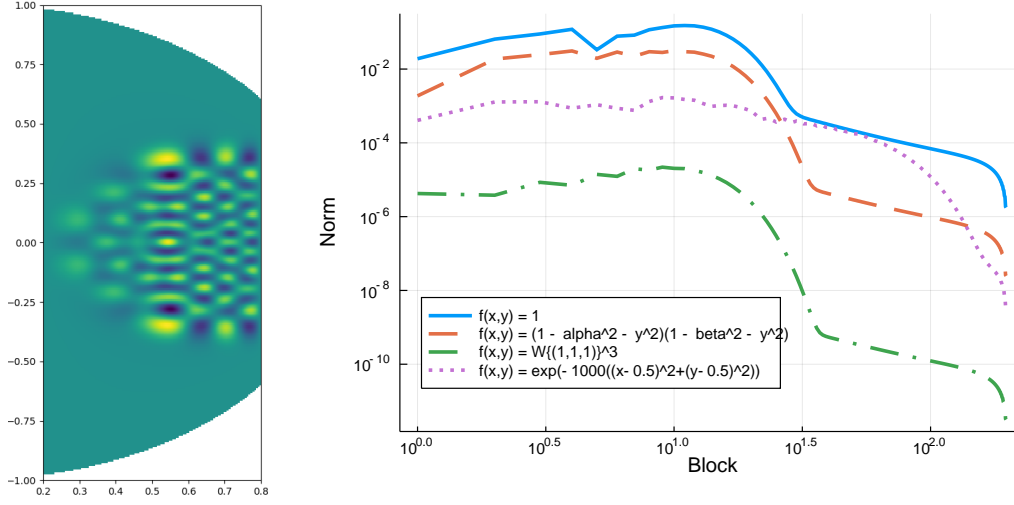 1.00
0.75
0.50
0.25
0.00
−0.25
−0.50
−0.75
−1.00
0.2 0.3 0.4 0.5 0.6 0.7 0.8
Norm
10^-2
10^-4
10^-6
10^-8
10^-10
f(x,y) = 1
f(x,y) = (1 - alpha^2 - y^2)(1 - beta^2 - y^2)
f(x,y) = W{(1,1,1)}^3
f(x,y) = exp(- 1000((x- 0.5)^2+(y- 0.5)^2))
10^0.0 10^0.5 10^1.0 10^1.5 10^2.0
Block